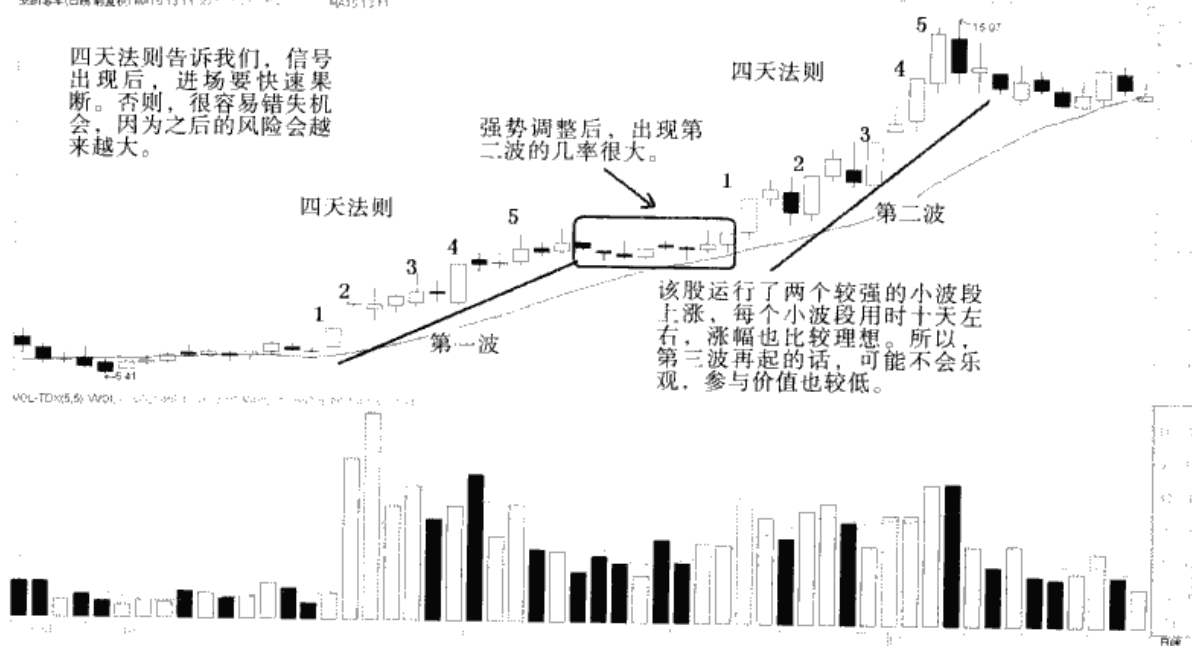 四天法则告诉我们，信号
出现后，进场要快速果
断。否则，很容易错失机
会，因为之后的风险会越
来越大。
四天法则
1
2
3
4
5
强势调整后，出现第
二波的几率很大。
第一波
四天法则
1
2
3
4
5
15.97
第二波
该股运行了两个较强的小波段
上涨，每个小波段用时十天左
右，涨幅也比较理想。所以，
第三波再起的话，可能不会乐
观，参与价值也较低。
VOL-TDX(5,5)
日线